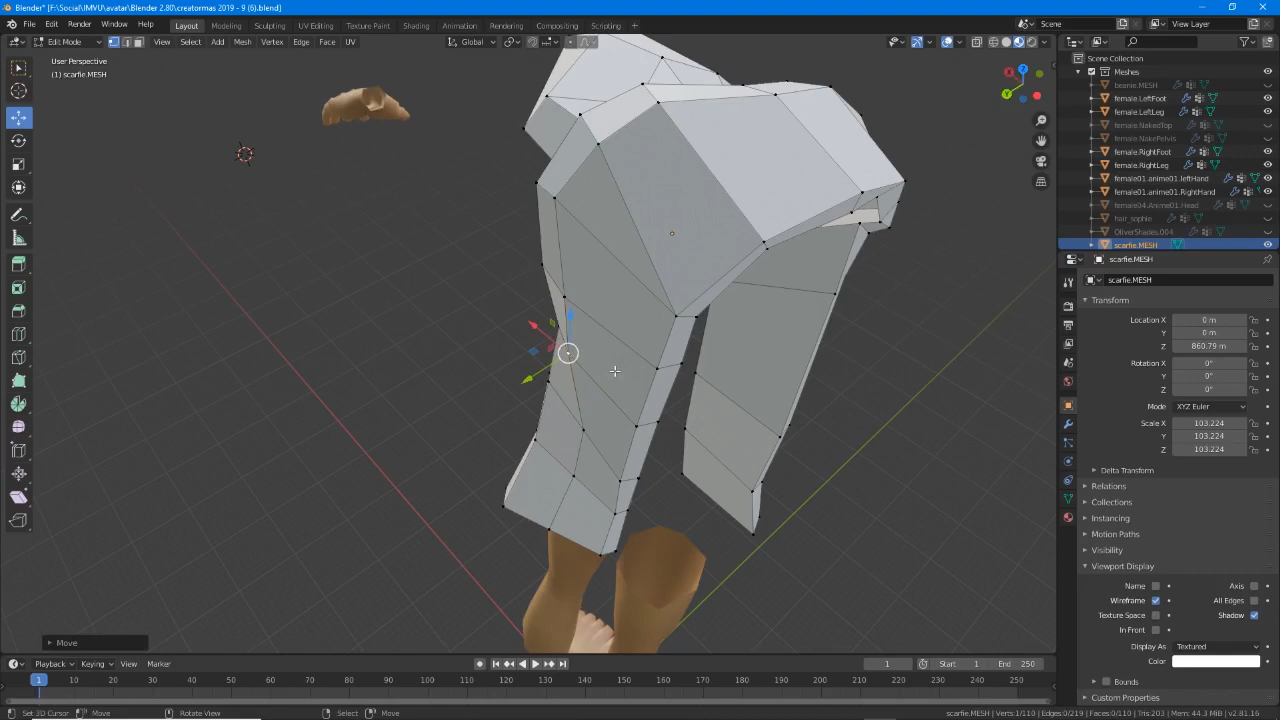 Blender* [F:\Social\IMVU\avatar\Blender 2.80\creatormas 2019 - 9 (6).blend]
File Edit Render Window Help Layout Modeling Sculpting UV Editing Texture Paint Shading Animation Rendering Compositing Scripting + Scene View Layer
Edit Mode View Select Add Mesh Vertex Edge Face UV Global
User Perspective
(1) scarfie.MESH
Scene Collection
Meshes
beanie.MESH
female.LeftFoot
female.LeftLeg
female.NakedTop
female.NakePelvis
female.RightFoot
female.RightLeg
female01.anime01.leftHand
female01.anime01.RightHand
female04.Anime01.Head
hair_sophie
OliverShades.004
scarfie.MESH
scarfie.MESH
scarfie.MESH
Transform
Location X 0 m
Y 0 m
Z 860.79 m
Rotation X 0°
Y 0°
Z 0°
Mode XYZ Euler
Scale X 103.224
Y 103.224
Z 103.224
Delta Transform
Relations
Collections
Instancing
Motion Paths
Visibility
Viewport Display
Name Axis
Wireframe All Edges
Texture Space Shadow
In Front
Display As Textured
Color
Bounds
Custom Properties
Move
Playback Keying View Marker 1 Start 1 End 250
1 10 20 30 40 50 60 70 80 90 100 110 120 130 140 150 160 170 180 190 200 210 220 230 240 250
Set 3D Cursor Move Rotate View Select Move scarfie.MESH | Verts:1/110 | Edges:0/219 | Faces:0/110 | Tris:203 | Mem: 44.3 MiB | v2.81.16